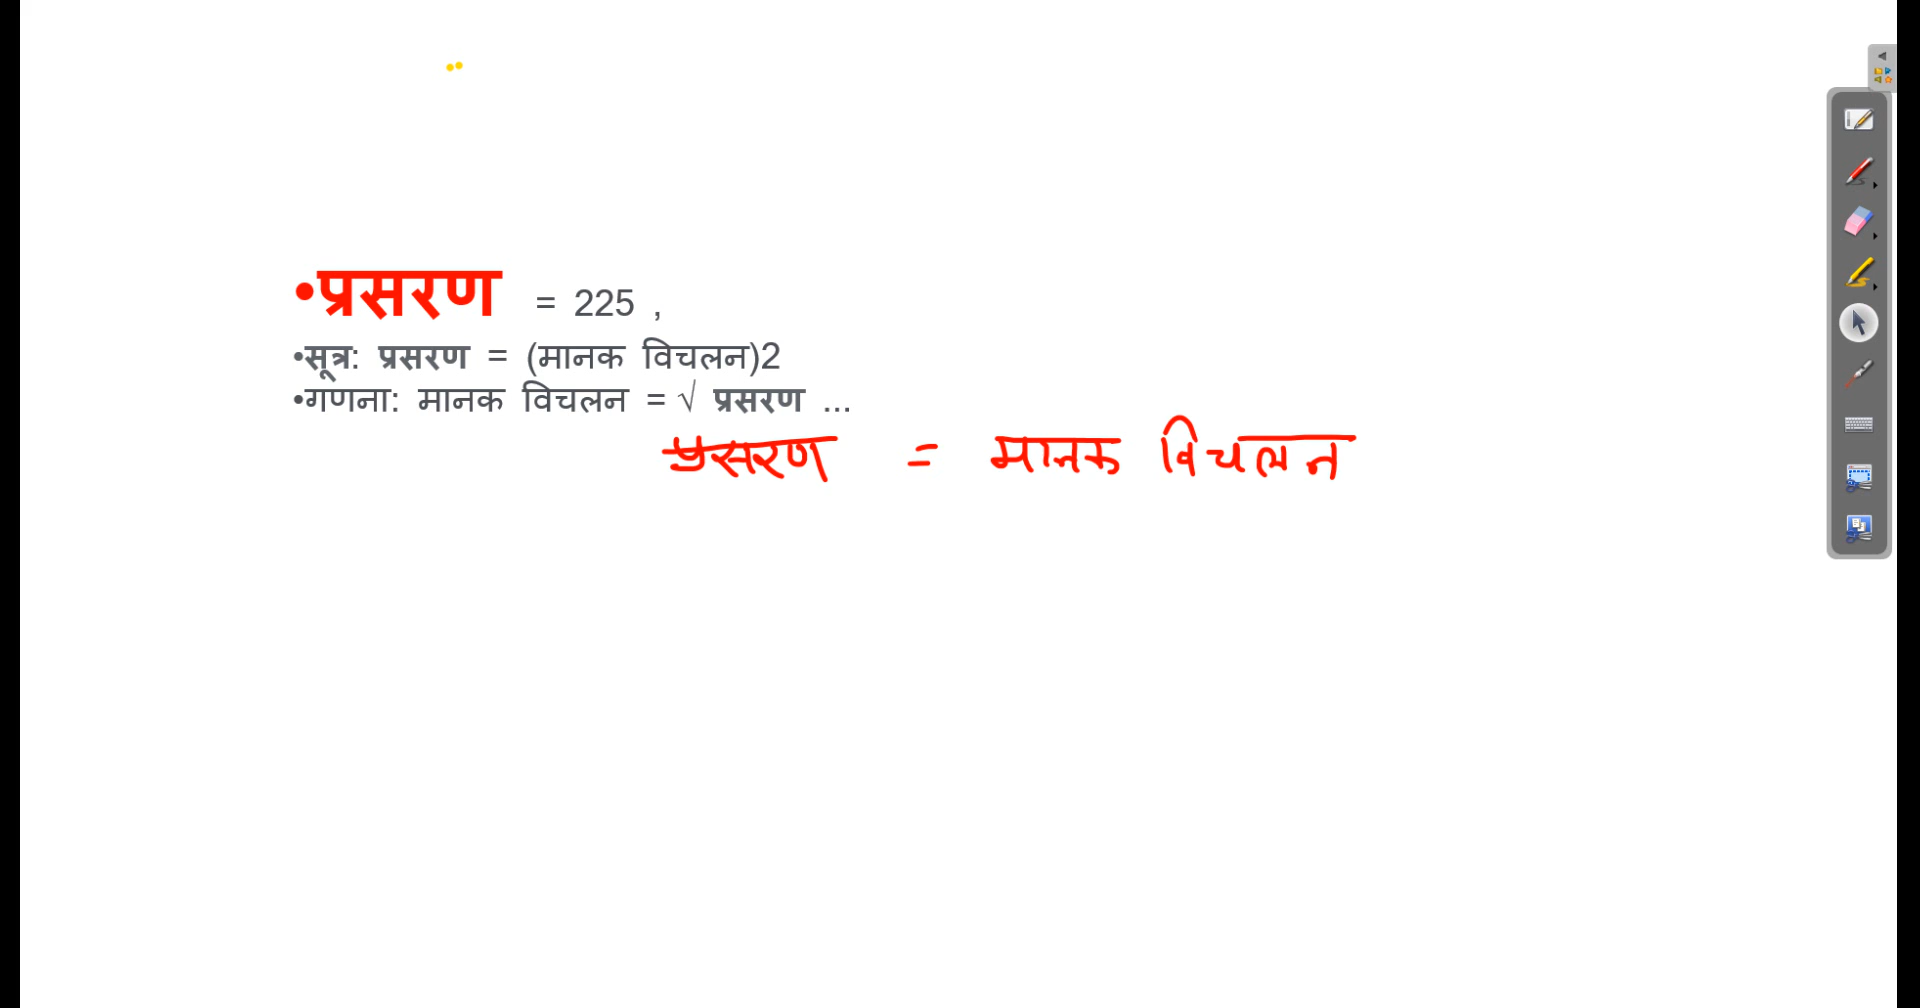 •प्रसरण = 225 ,
•सूत्र: प्रसरण = (मानक विचलन)2
•गणना: मानक विचलन = √ प्रसरण ...
प्रसरण = मानक विचलन